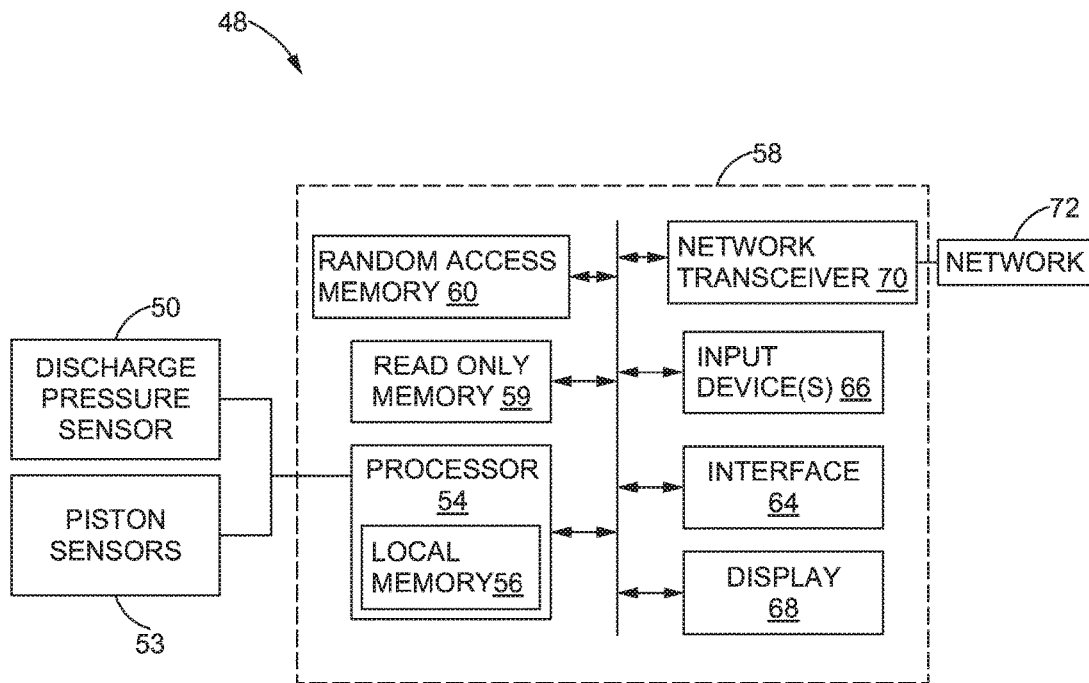 48
58
72
RANDOM ACCESS
MEMORY 60
NETWORK
TRANSCEIVER 70
NETWORK
50
DISCHARGE
PRESSURE
SENSOR
READ ONLY
MEMORY 59
INPUT
DEVICE(S) 66
PROCESSOR
54
LOCAL
MEMORY56
INTERFACE
64
PISTON
SENSORS
DISPLAY
68
53